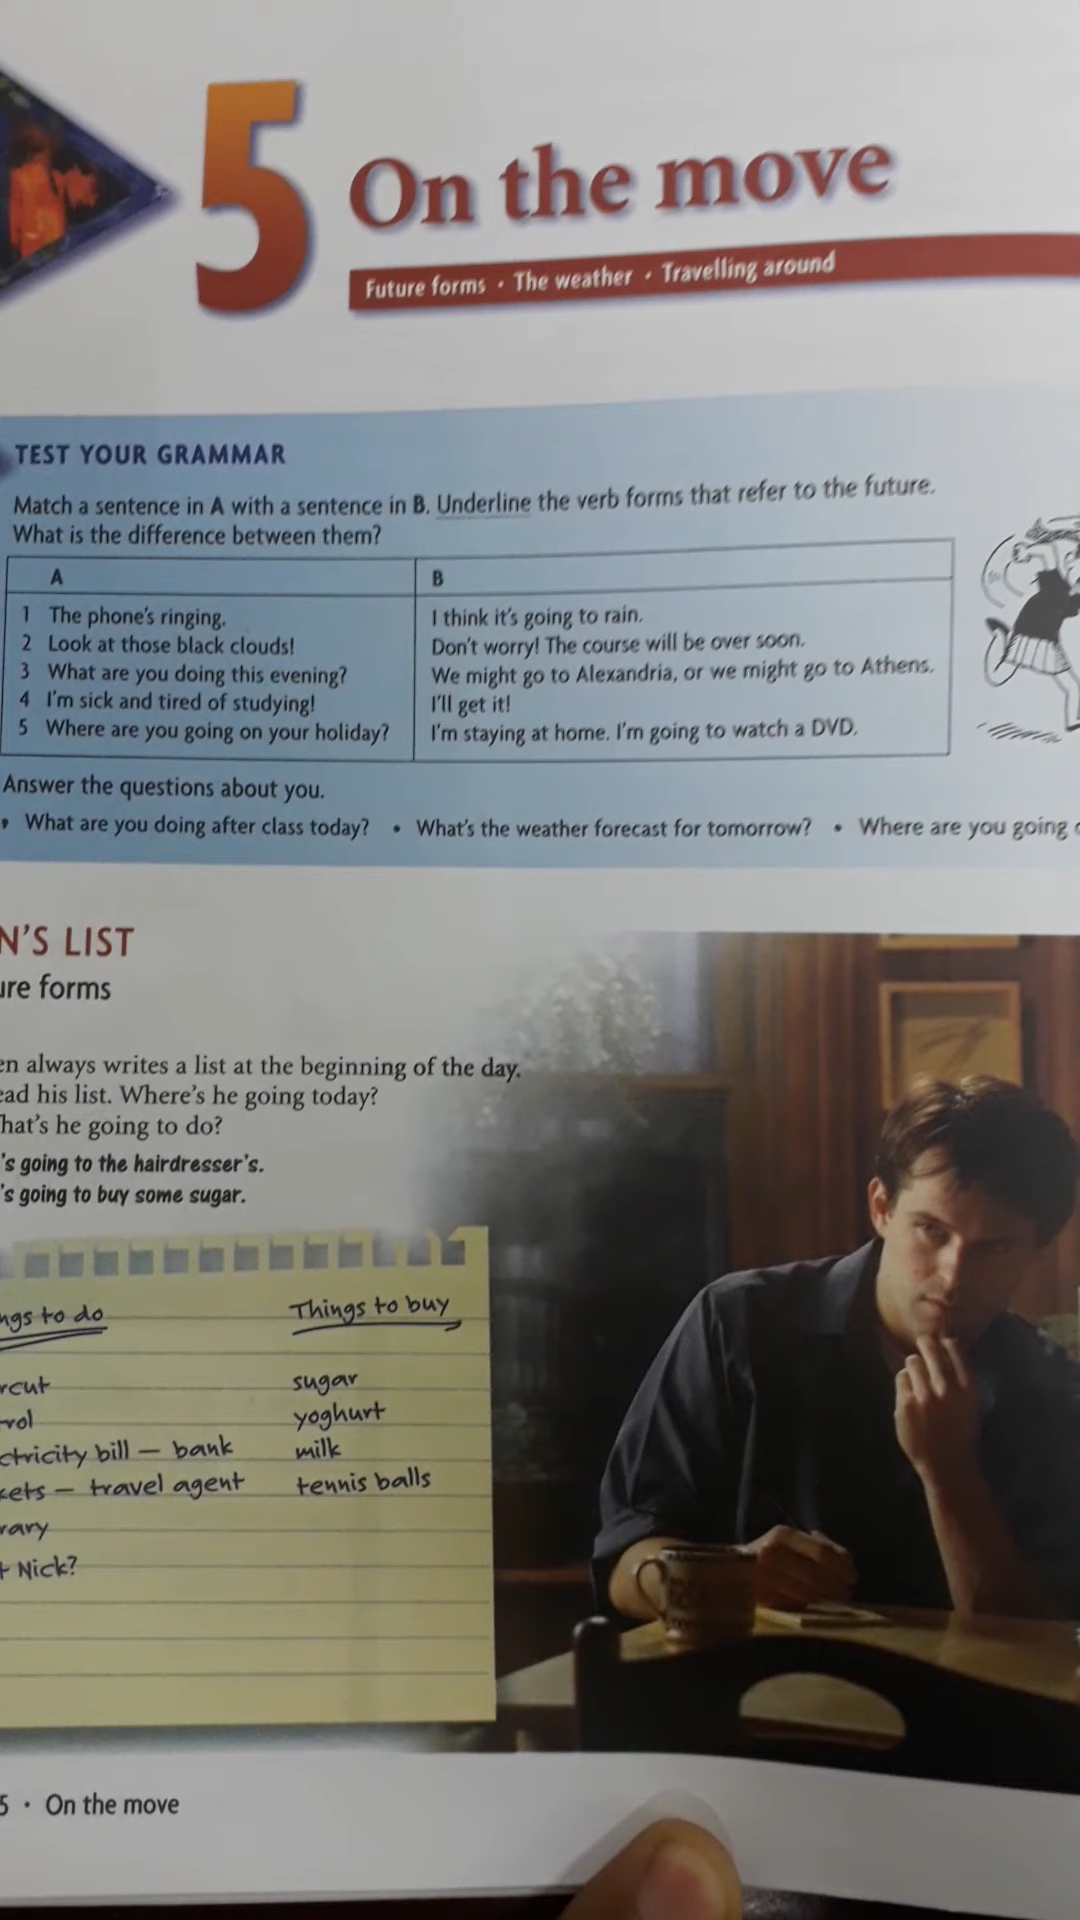 5
On the move
Future forms • The weather • Travelling around
TEST YOUR GRAMMAR
Match a sentence in A with a sentence in B. Underline the verb forms that refer to the future.
What is the difference between them?
A
1 The phone's ringing.
2 Look at those black clouds!
3 What are you doing this evening?
4 I'm sick and tired of studying!
5 Where are you going on your holiday?
B
I think it's going to rain.
Don't worry! The course will be over soon.
We might go to Alexandria, or we might go to Athens.
I'll get it!
I'm staying at home. I'm going to watch a DVD.
Answer the questions about you.
• What are you doing after class today? • What's the weather forecast for tomorrow? • Where are you going
N'S LIST
ure forms
en always writes a list at the beginning of the day.
ead his list. Where's he going today?
hat's he going to do?
's going to the hairdresser's.
's going to buy some sugar.
ngs to do
rcut
rol
ctricity bill — bank
kets — travel agent
rary
t Nick?
Things to buy
sugar
yoghurt
milk
tennis balls
5 • On the move